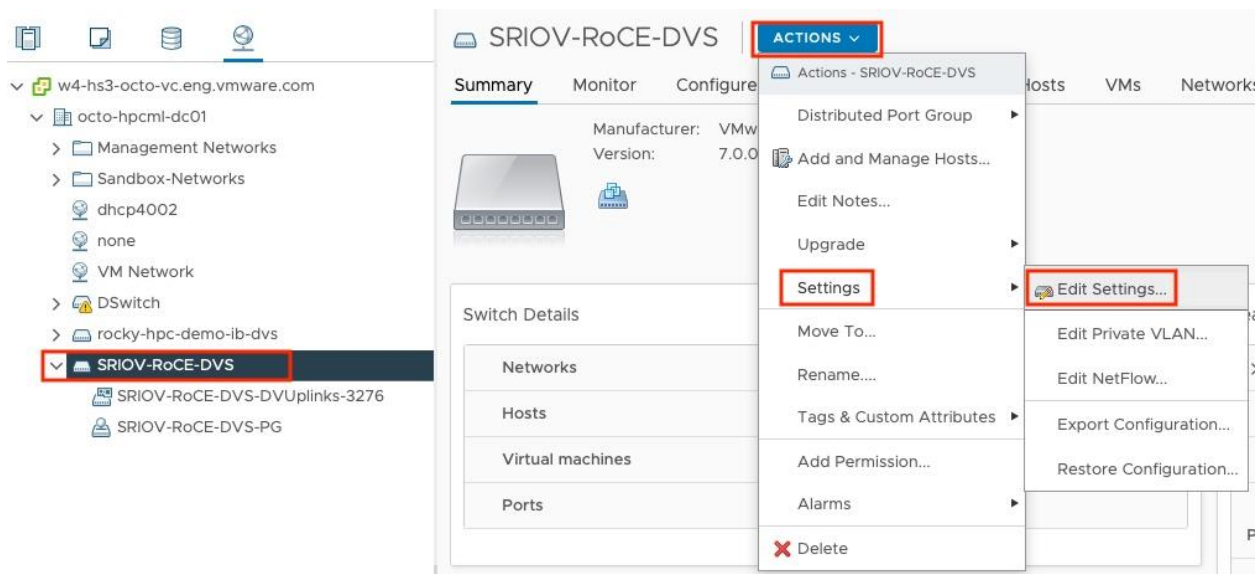 w4-hs3-octo-vc.eng.vmware.com
octo-hpcml-dc01
Management Networks
Sandbox-Networks
dhcp4002
none
VM Network
DSwitch
rocky-hpc-demo-ib-dvs
SRIOV-RoCE-DVS
SRIOV-RoCE-DVS-DVUplinks-3276
SRIOV-RoCE-DVS-PG
SRIOV-RoCE-DVS
ACTIONS
Summary Monitor Configure Hosts VMs Networks
Manufacturer: VMw
Version: 7.0.0
Switch Details
Networks
Hosts
Virtual machines
Ports
Actions - SRIOV-RoCE-DVS
Distributed Port Group
Add and Manage Hosts...
Edit Notes...
Upgrade
Settings
Move To...
Rename....
Tags & Custom Attributes
Add Permission...
Alarms
Delete
Edit Settings...
Edit Private VLAN...
Edit NetFlow...
Export Configuration...
Restore Configuration...